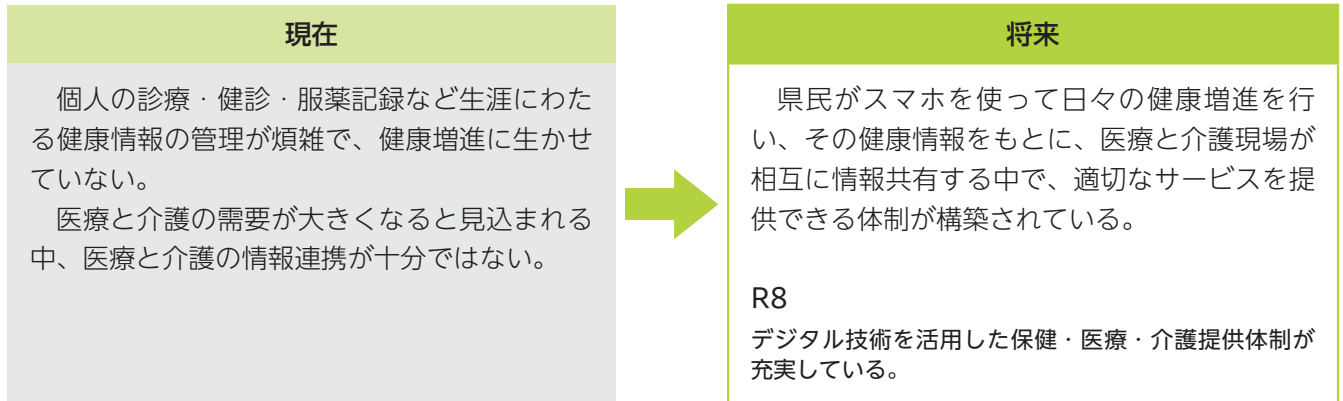 現在
個人の診療・健診・服薬記録など生涯にわた
る健康情報の管理が煩雑で、健康増進に生かせ
ていない。
医療と介護の需要が大きくなると見込まれる
中、医療と介護の情報連携が十分ではない。
将来
県民がスマホを使って日々の健康増進を行
い、その健康情報をもとに、医療と介護現場が
相互に情報共有する中で、適切なサービスを提
供できる体制が構築されている。
R8
デジタル技術を活用した保健・医療・介護提供体制が
充実している。